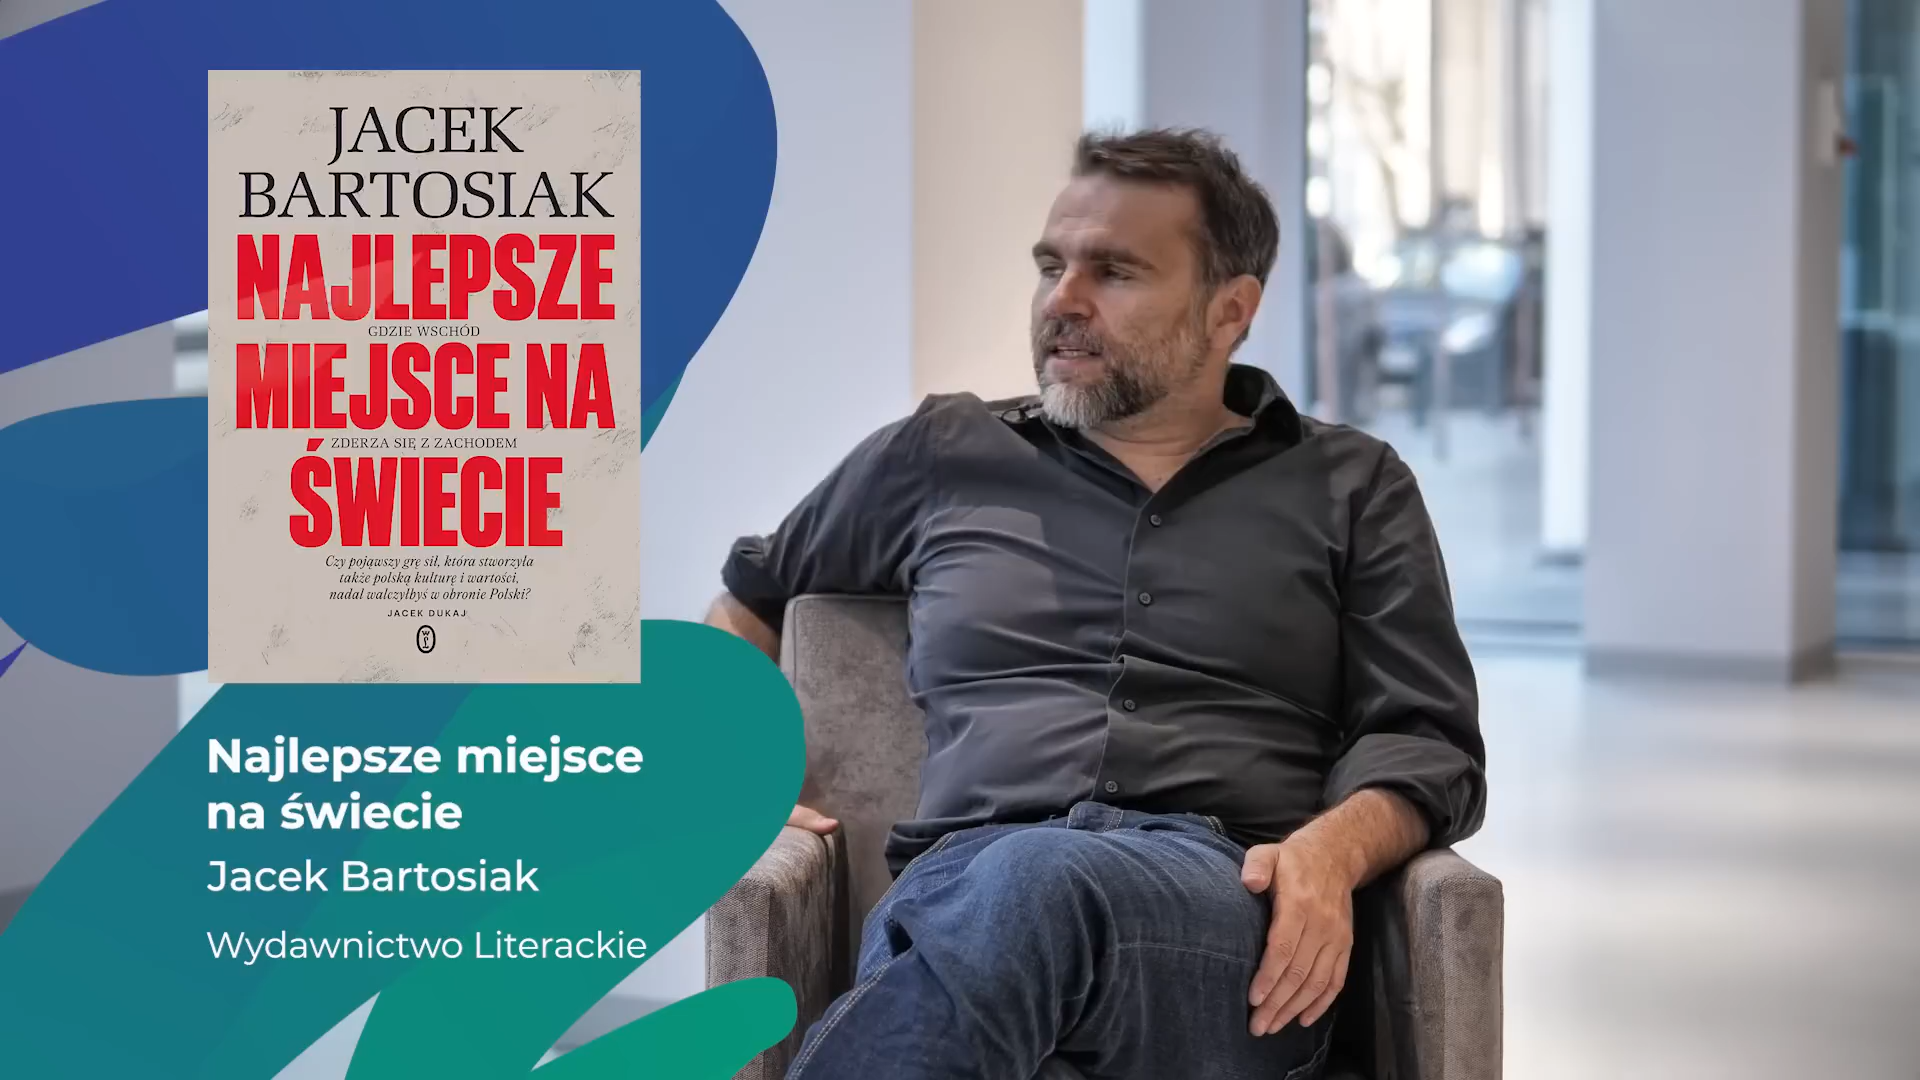 JACEK
BARTOSIAK
NAJLEPSZE
GDZIE WSCHÓD
MIEJSCE NA
ZDERZA SIĘ Z ZACHODEM
ŚWIECIE
Czy pojąwszy grę sił, która stworzyła
także polską kulturę i wartości,
nadal walczyłbyś w obronie Polski?
JACEK DUKAJ
Najlepsze miejsce
na świecie
Jacek Bartosiak
Wydawnictwo Literackie